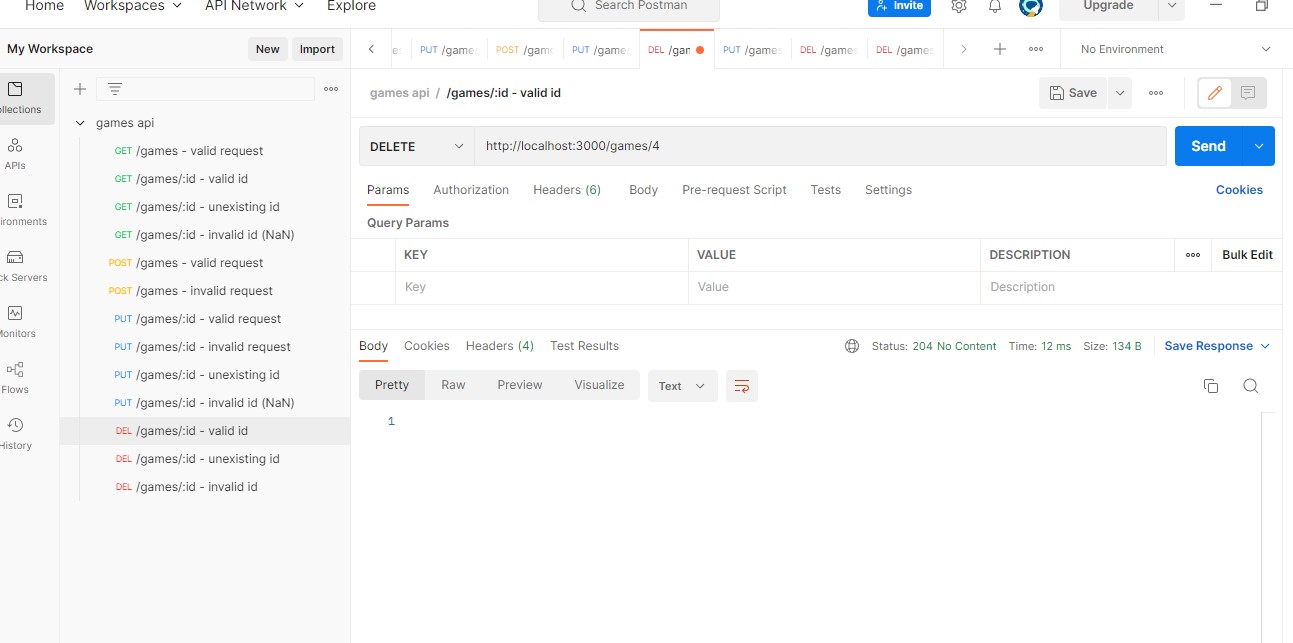 Home Workspaces API Network Explore Search Postman Invite Upgrade
My Workspace New Import
PUT /games POST /gam PUT /game DEL /gar PUT /games DEL /games DEL /games No Environment
games api / /games/:id - valid id Save
games api
GET /games - valid request
GET /games/:id - valid id
GET /games/:id - unexisting id
GET /games/:id - invalid id (NaN)
POST /games - valid request
POST /games - invalid request
PUT /games/:id - valid request
PUT /games/:id - invalid request
PUT /games/:id - unexisting id
PUT /games/:id - invalid id (NaN)
DEL /games/:id - valid id
DEL /games/:id - unexisting id
DEL /games/:id - invalid id
ollections
APIs
ironments
ck Servers
Monitors
Flows
History
DELETE http://localhost:3000/games/4 Send
Params Authorization Headers (6) Body Pre-request Script Tests Settings Cookies
Query Params
KEY VALUE DESCRIPTION Bulk Edit
Key Value Description
Body Cookies Headers (4) Test Results Status: 204 No Content Time: 12 ms Size: 134 B Save Response
Pretty Raw Preview Visualize Text
1